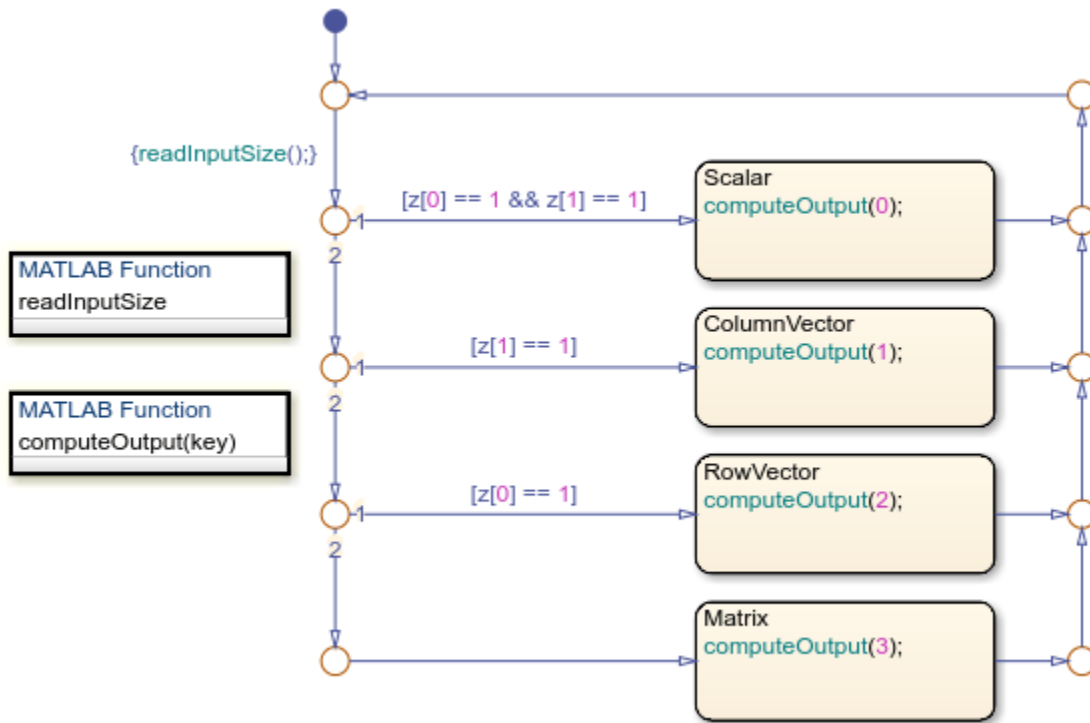 {readInputSize();}
[z[0] == 1 && z[1] == 1]
Scalar
computeOutput(0);
1
2
MATLAB Function
readInputSize
[z[1] == 1]
ColumnVector
computeOutput(1);
1
2
MATLAB Function
computeOutput(key)
[z[0] == 1]
RowVector
computeOutput(2);
1
2
Matrix
computeOutput(3);